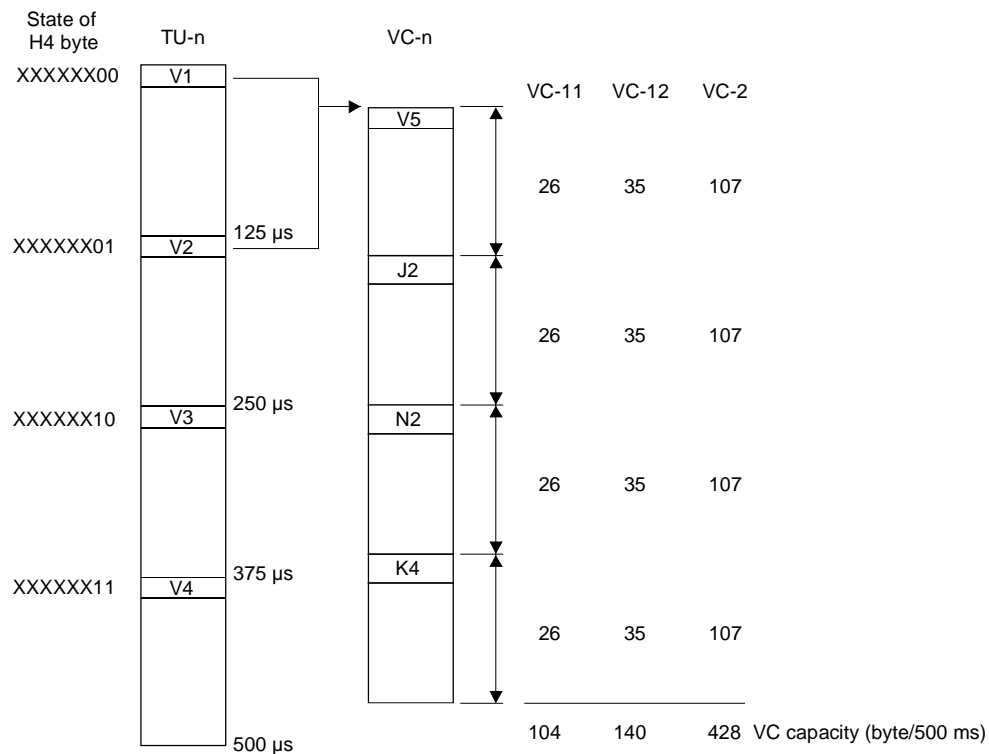 State of
H4 byte
TU-n
VC-n
XXXXXX00
V1
VC-11 VC-12 VC-2
V5
26 35 107
125 µs
XXXXXX01
V2
J2
26 35 107
250 µs
XXXXXX10
V3
N2
26 35 107
375 µs
XXXXXX11
V4
K4
26 35 107
104 140 428 VC capacity (byte/500 ms)
500 µs